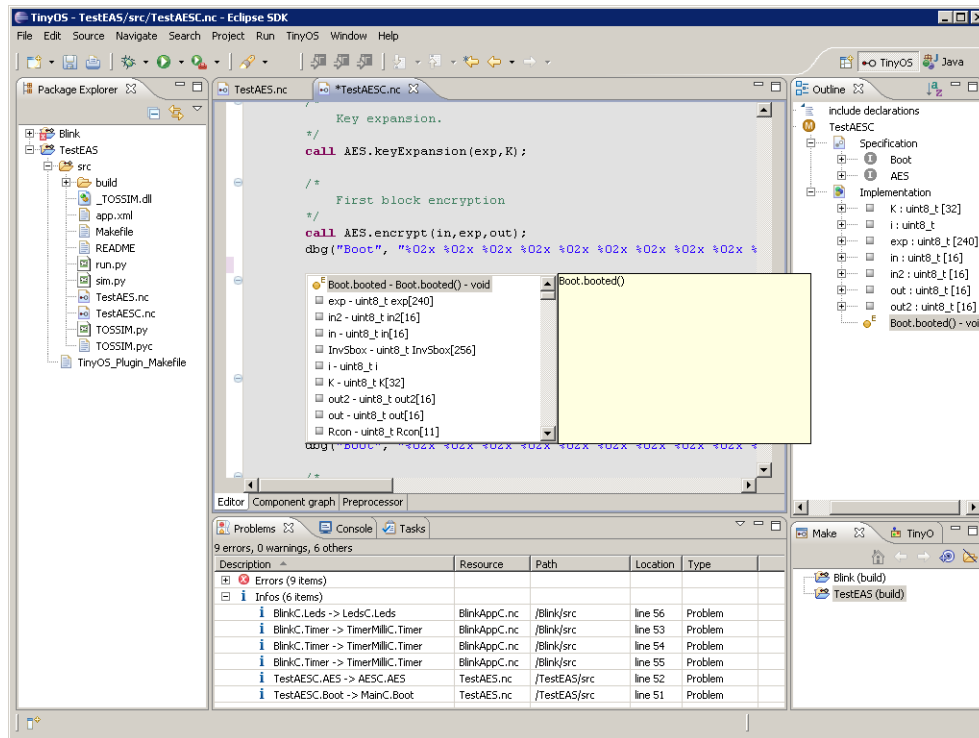 TinyOS - TestEAS/src/TestAESC.nc - Eclipse SDK
File Edit Source Navigate Search Project Run TinyOS Window Help
TinyOS Java
Package Explorer
Blink
TestEAS
src
build
_TOSSIM.dll
app.xml
Makefile
README
run.py
sim.py
TestAES.nc
TestAESC.nc
TOSSIM.py
TOSSIM.pyc
TinyOS_Plugin_Makefile
TestAES.nc *TestAESC.nc
/*
Key expansion.
*/
call AES.keyExpansion(exp,K);
/*
First block encryption
*/
call AES.encrypt(in,exp,out);
dbg("Boot", "%02x %02x %02x %02x %02x %02x %02x %02x %02x %
Boot.booted - Boot.booted() - void
exp - uint8_t exp[240]
in2 - uint8_t in2[16]
in - uint8_t in[16]
InvSbox - uint8_t InvSbox[256]
i - uint8_t i
K - uint8_t K[32]
out2 - uint8_t out2[16]
out - uint8_t out[16]
Rcon - uint8_t Rcon[11]
Boot.booted()
dbg("Boot", "%02x %02x %02x %02x %02x %02x %02x %02x %02x %
/*
Editor Component graph Preprocessor
Outline
include declarations
TestAESC
Specification
Boot
AES
Implementation
K : uint8_t [32]
i : uint8_t
exp : uint8_t [240]
in : uint8_t [16]
in2 : uint8_t [16]
out : uint8_t [16]
out2 : uint8_t [16]
Boot.booted() - voi
Problems Console Tasks
9 errors, 0 warnings, 6 others
Description Resource Path Location Type
Errors (9 items)
Infos (6 items)
BlinkC.Leds -> LedsC.Leds BlinkAppC.nc /Blink/src line 56 Problem
BlinkC.Timer -> TimerMilliC.Timer BlinkAppC.nc /Blink/src line 53 Problem
BlinkC.Timer -> TimerMilliC.Timer BlinkAppC.nc /Blink/src line 54 Problem
BlinkC.Timer -> TimerMilliC.Timer BlinkAppC.nc /Blink/src line 55 Problem
TestAESC.AES -> AESC.AES TestAES.nc /TestEAS/src line 52 Problem
TestAESC.Boot -> MainC.Boot TestAES.nc /TestEAS/src line 51 Problem
Make TinyO
Blink (build)
TestEAS (build)